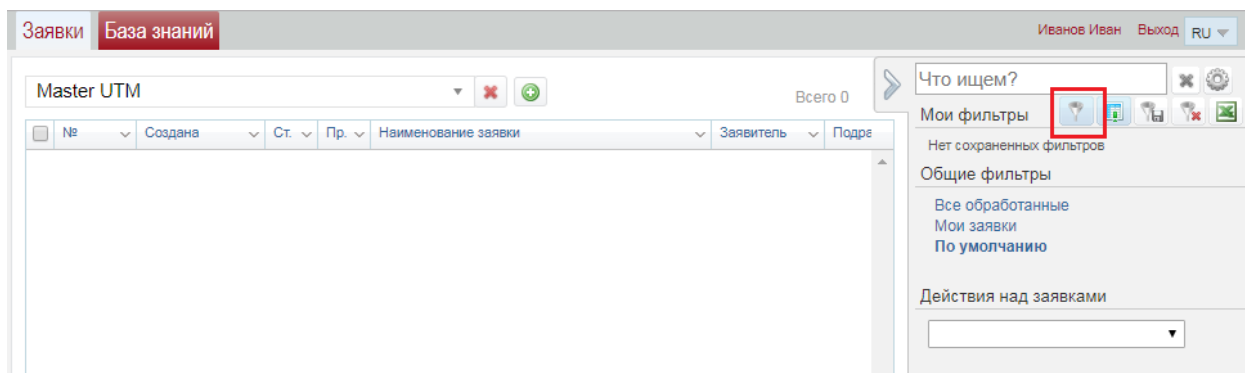 Заявки База знаний Иванов Иван Выход RU
Master UTM Всего 0
№ Создана Ст. Пр. Наименование заявки Заявитель Подра
Что ищем?
Мои фильтры
Нет сохраненных фильтров
Общие фильтры
Все обработанные
Мои заявки
По умолчанию
Действия над заявками